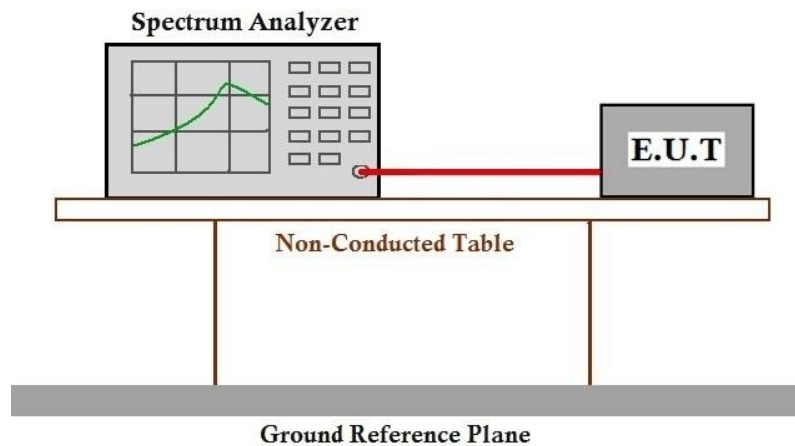 Spectrum Analyzer
E.U.T
Non-Conducted Table
Ground Reference Plane